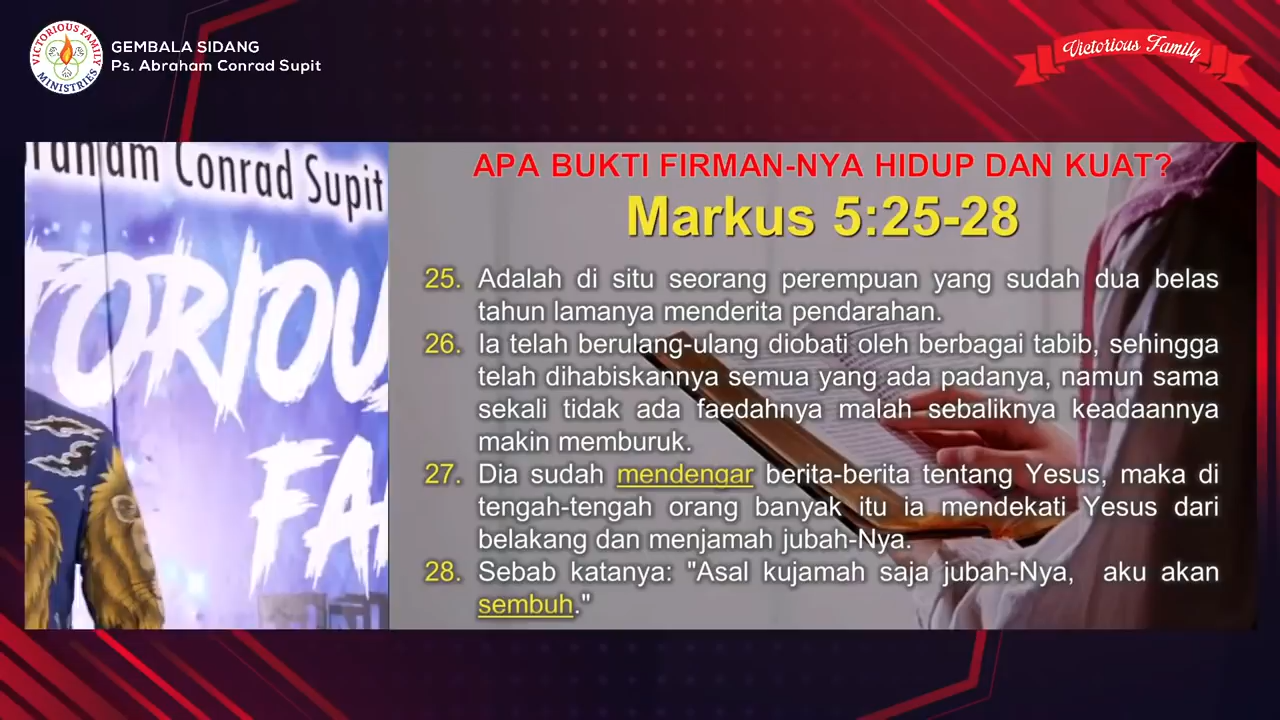 VICTORIOUS FAMILY
MINISTRIES
GEMBALA SIDANG
Ps. Abraham Conrad Supit
Victorious Family
Conrad Supit
APA BUKTI FIRMAN-NYA HIDUP DAN KUAT?
Markus 5:25-28
25. Adalah di situ seorang perempuan yang sudah dua belas
tahun lamanya menderita pendarahan.
26. Ia telah berulang-ulang diobati oleh berbagai tabib, sehingga
telah dihabiskannya semua yang ada padanya, namun sama
sekali tidak ada faedahnya malah sebaliknya keadaannya
makin memburuk.
27. Dia sudah mendengar berita-berita tentang Yesus, maka di
tengah-tengah orang banyak itu ia mendekati Yesus dari
belakang dan menjamah jubah-Nya.
28. Sebab katanya: "Asal kujamah saja jubah-Nya, aku akan
sembuh."